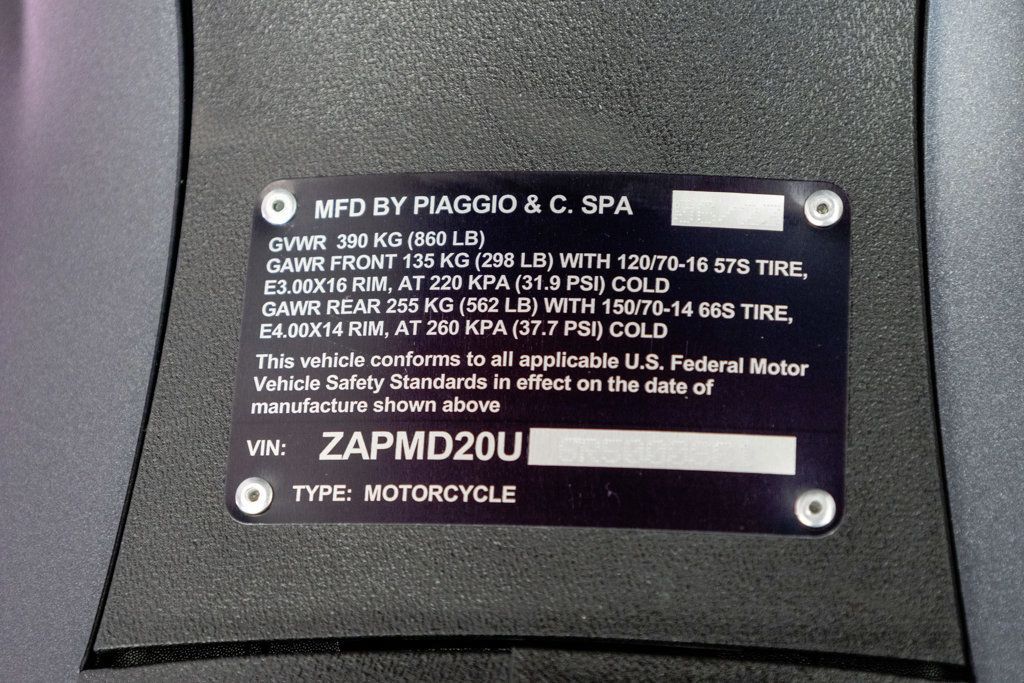 MFD BY PIAGGIO & C. SPA
GVWR 390 KG (860 LB)
GAWR FRONT 135 KG (298 LB) WITH 120/70-16 57S TIRE,
E3.00X16 RIM, AT 220 KPA (31.9 PSI) COLD
GAWR REAR 255 KG (562 LB) WITH 150/70-14 66S TIRE,
E4.00X14 RIM, AT 260 KPA (37.7 PSI) COLD
This vehicle conforms to all applicable U.S. Federal Motor
Vehicle Safety Standards in effect on the date of
manufacture shown above
VIN: ZAPMD20U
TYPE: MOTORCYCLE